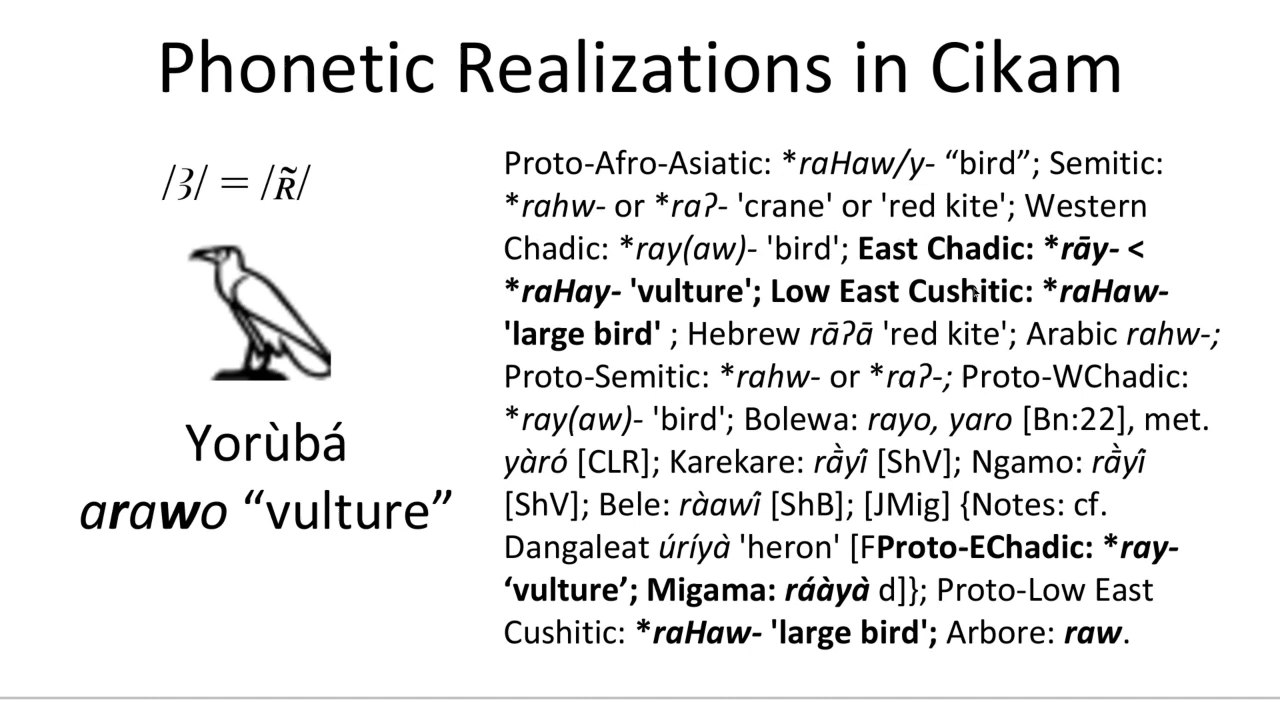 Phonetic Realizations in Cikam
/ꜣ/ = /ʀ̃/
Yorùbá
arawo “vulture”
Proto-Afro-Asiatic: *raHaw/y- “bird”; Semitic:
*rahw- or *raʔ- 'crane' or 'red kite'; Western
Chadic: *ray(aw)- 'bird'; East Chadic: *rāy- <
*raHay- 'vulture'; Low East Cushitic: *raHaw-
'large bird' ; Hebrew rāʔā 'red kite'; Arabic rahw-;
Proto-Semitic: *rahw- or *raʔ-; Proto-WChadic:
*ray(aw)- 'bird'; Bolewa: rayo, yaro [Bn:22], met.
yàró [CLR]; Karekare: rā̀yî [ShV]; Ngamo: rā̀yî
[ShV]; Bele: ràawî [ShB]; [JMig] {Notes: cf.
Dangaleat úríyà 'heron' [FProto-EChadic: *ray-
‘vulture’; Migama: ráàyà d]}; Proto-Low East
Cushitic: *raHaw- 'large bird'; Arbore: raw.